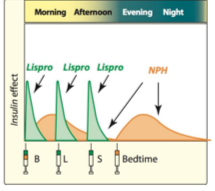 Morning Afternoon Evening Night
Lispro Lispro Lispro
NPH
Insulin effect
B L S Bedtime